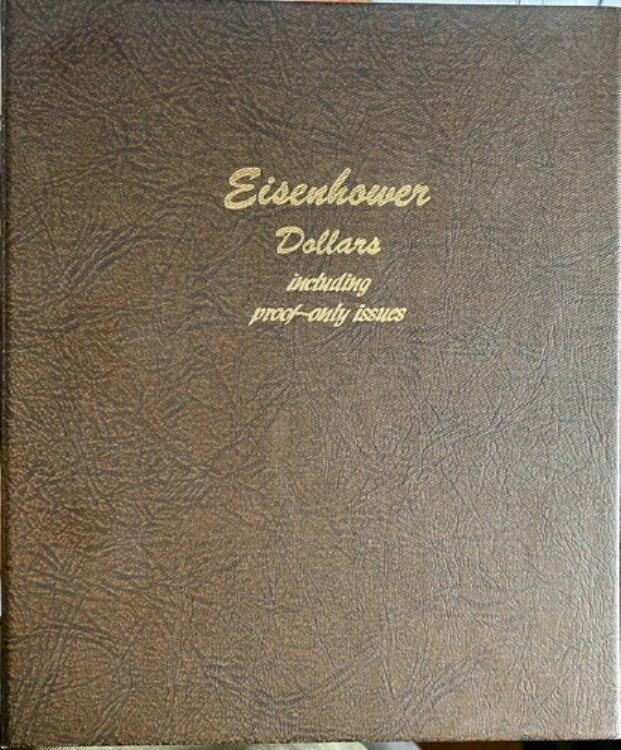 Eisenhower
Dollars
including
proof-only issues